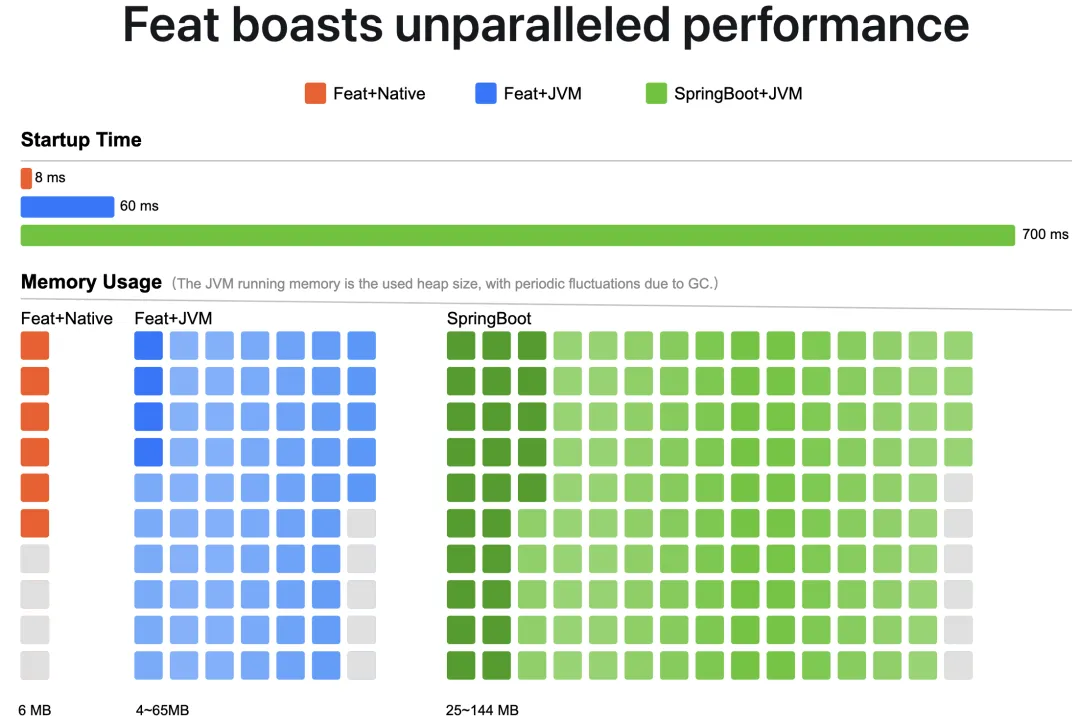 Feat boasts unparalleled performance
Feat+Native Feat+JVM SpringBoot+JVM
Startup Time
8 ms
60 ms
700 ms
Memory Usage (The JVM running memory is the used heap size, with periodic fluctuations due to GC.)
Feat+Native Feat+JVM SpringBoot
6 MB 4~65MB 25~144 MB